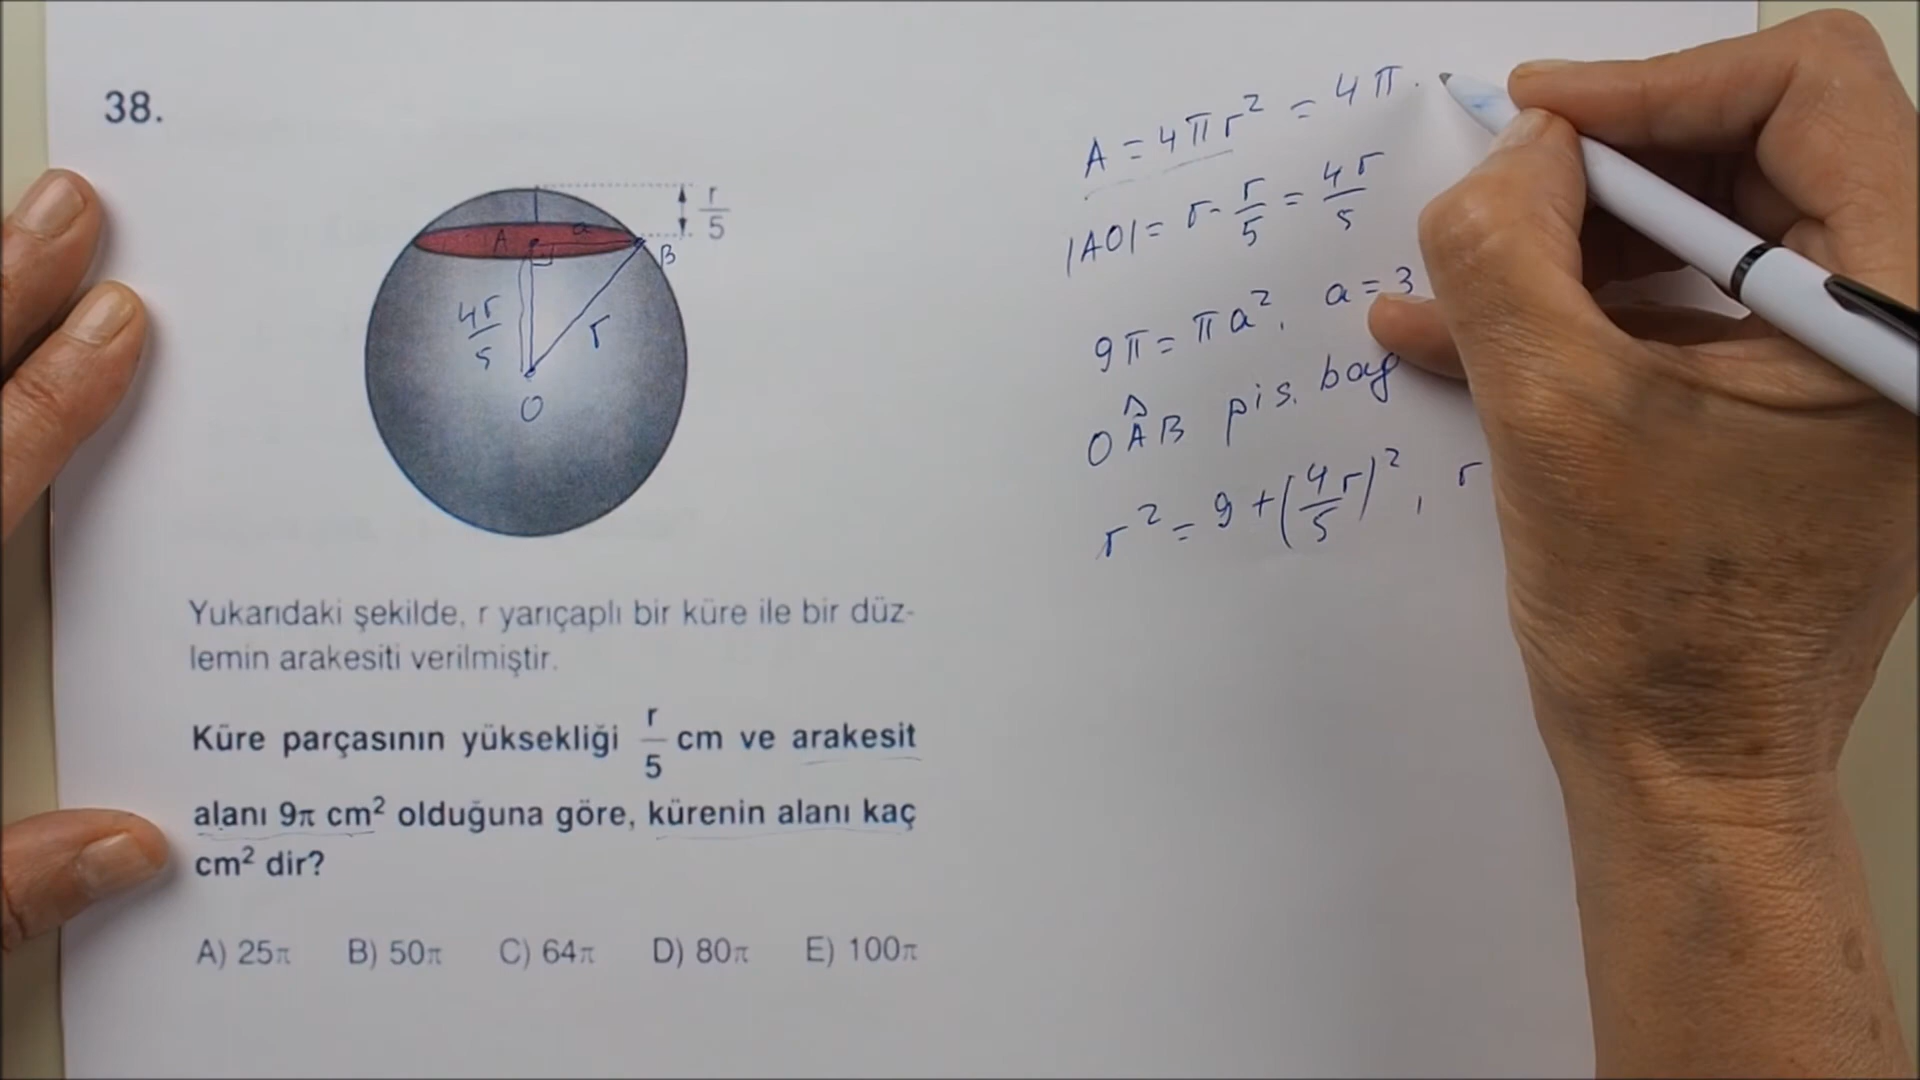 38.
r/5
A a B
4r/5 r
O
Yukarıdaki şekilde, r yarıçaplı bir küre ile bir düz-
lemin arakesiti verilmiştir.
Küre parçasının yüksekliği r/5 cm ve arakesit
alanı 9π cm² olduğuna göre, kürenin alanı kaç
cm² dir?
A) 25π B) 50π C) 64π D) 80π E) 100π
A = 4πr² = 4π.
|AO| = r - r/5 = 4r/5
9π = πa², a = 3
OAB pis. bağ
r² = 9 + (4/5 r)², r